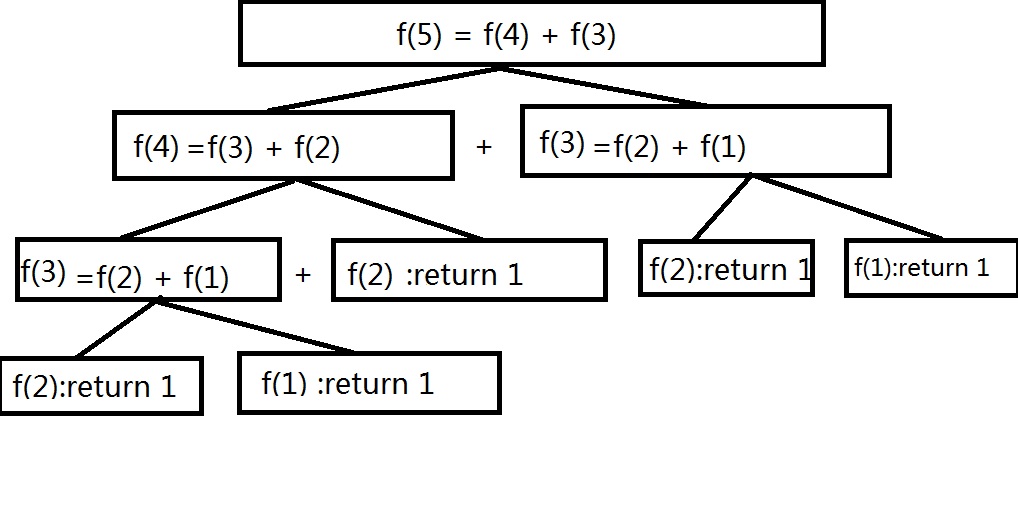 f(5) = f(4) + f(3)
f(4) =f(3) + f(2)
+
f(3) =f(2) + f(1)
f(3) =f(2) + f(1)
+
f(2) :return 1
f(2):return 1
f(1):return 1
f(2):return 1
f(1) :return 1